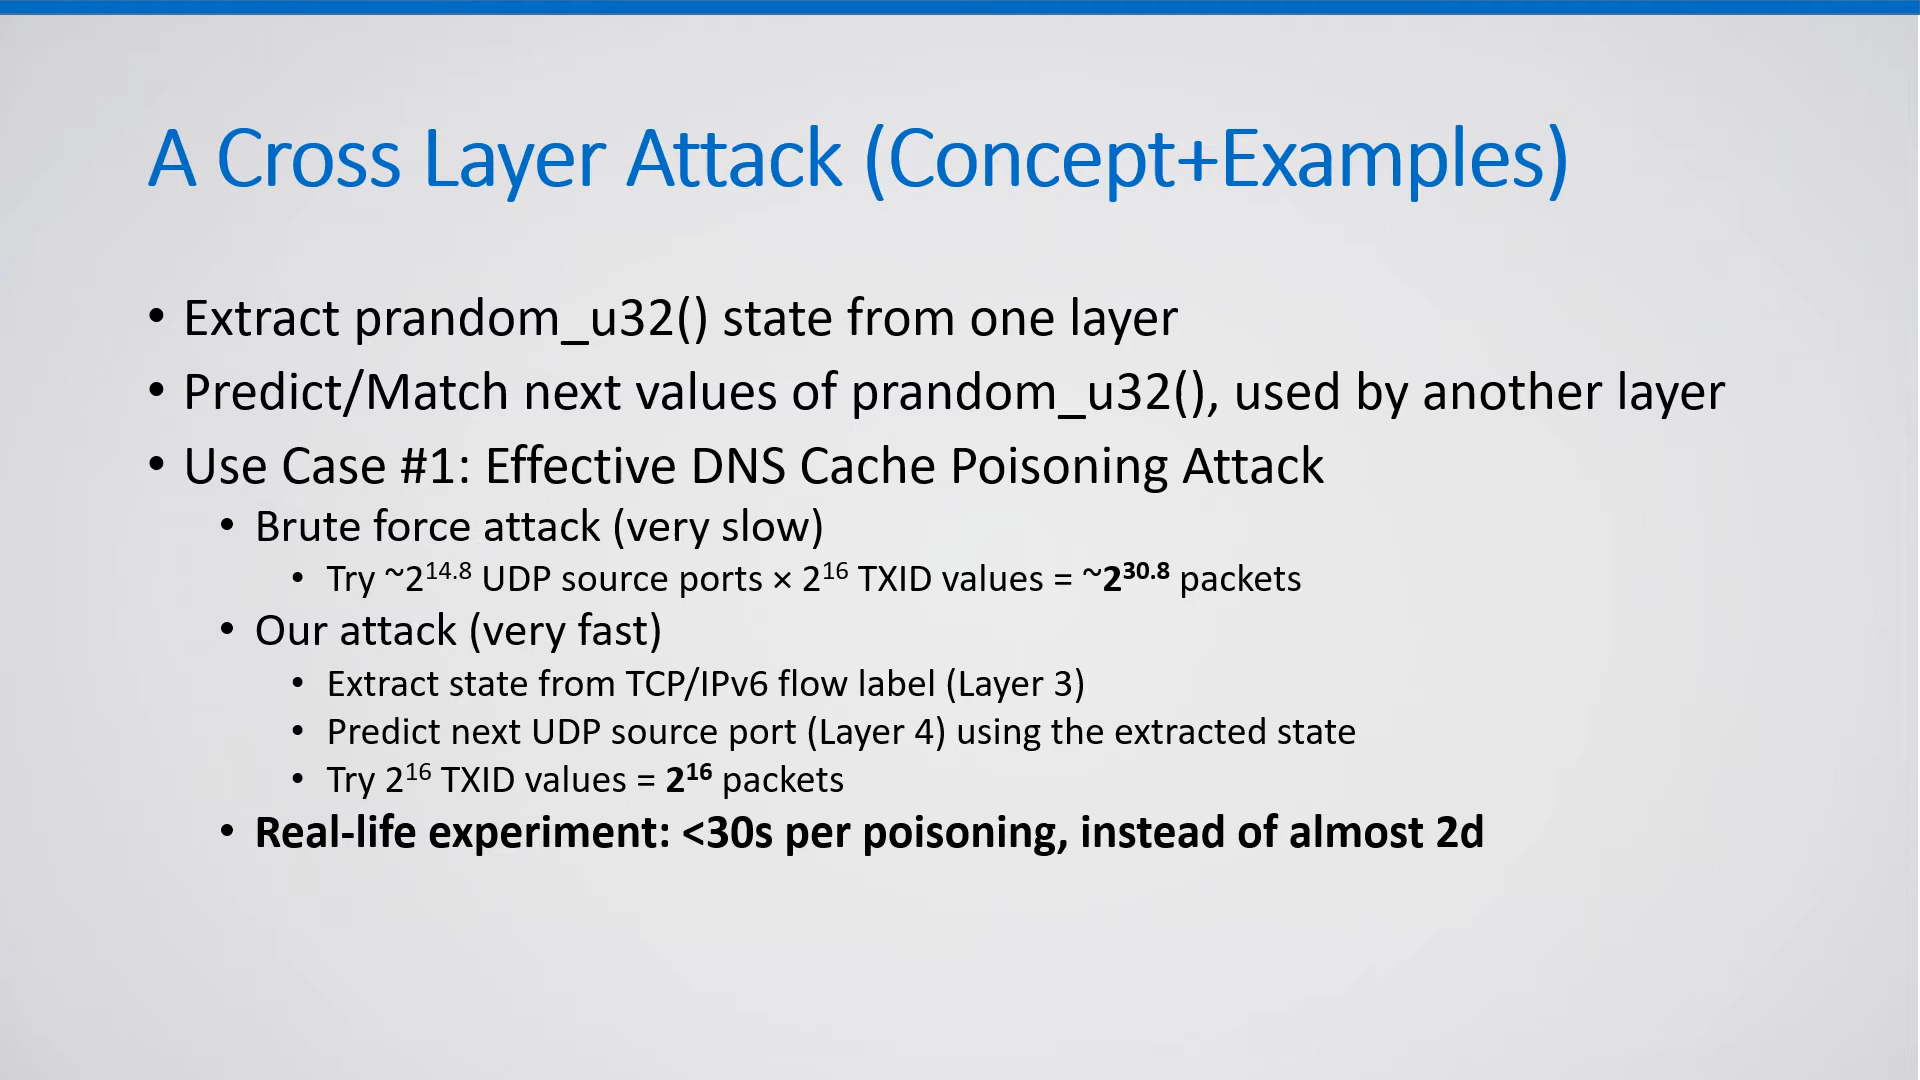 A Cross Layer Attack (Concept+Examples)
• Extract prandom_u32() state from one layer
• Predict/Match next values of prandom_u32(), used by another layer
• Use Case #1: Effective DNS Cache Poisoning Attack
• Brute force attack (very slow)
• Try ~2^14.8 UDP source ports × 2^16 TXID values = ~2^30.8 packets
• Our attack (very fast)
• Extract state from TCP/IPv6 flow label (Layer 3)
• Predict next UDP source port (Layer 4) using the extracted state
• Try 2^16 TXID values = 2^16 packets
• Real-life experiment: <30s per poisoning, instead of almost 2d